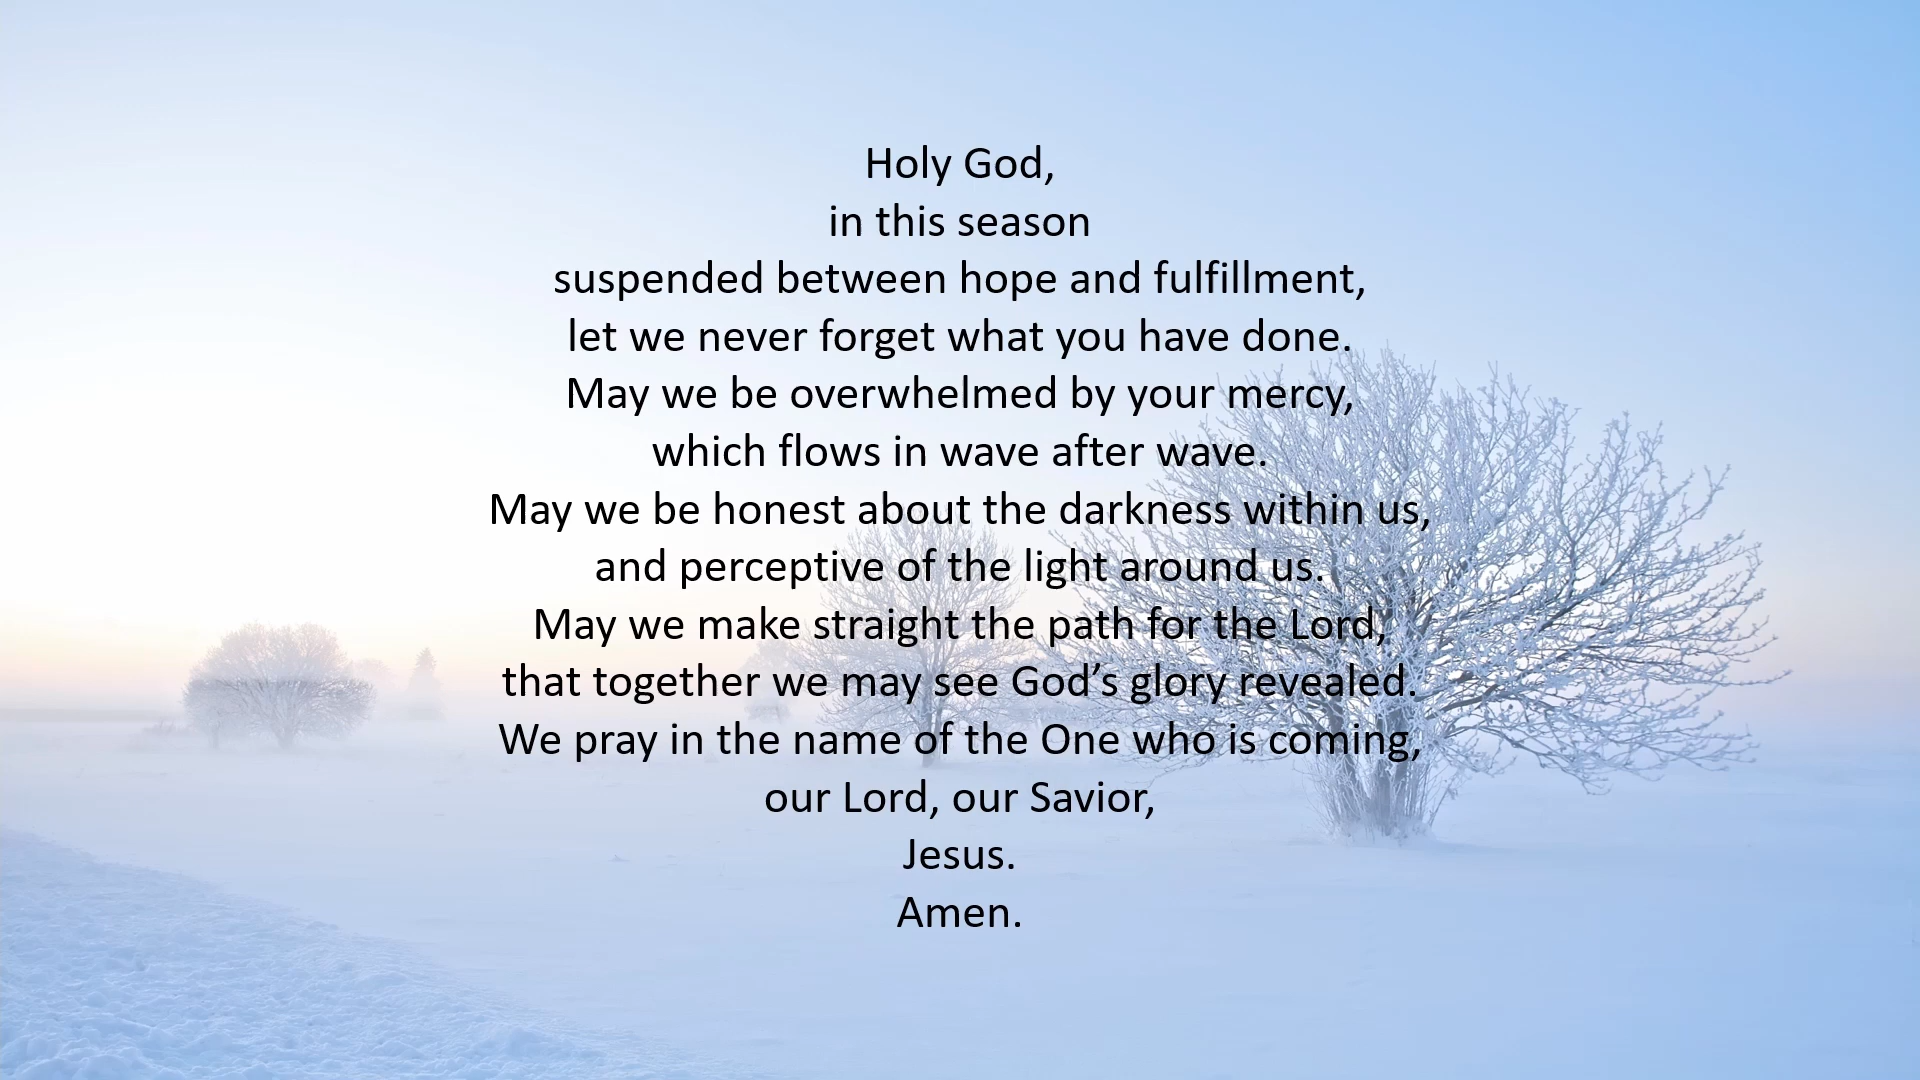 Holy God,
in this season
suspended between hope and fulfillment,
let we never forget what you have done.
May we be overwhelmed by your mercy,
which flows in wave after wave.
May we be honest about the darkness within us,
and perceptive of the light around us.
May we make straight the path for the Lord,
that together we may see God’s glory revealed.
We pray in the name of the One who is coming,
our Lord, our Savior,
Jesus.
Amen.